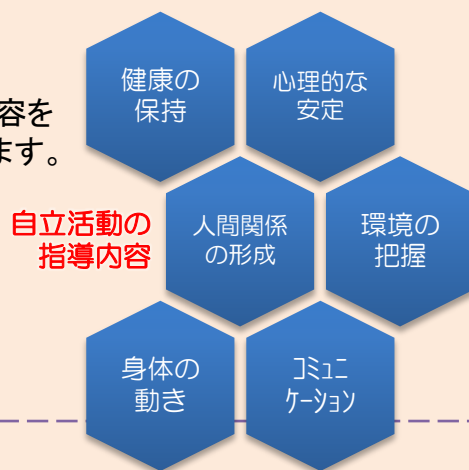 健康の
保持
心理的な
安定
容を
ます。
自立活動の
指導内容
人間関係
の形成
環境の
把握
身体の
動き
ｺﾐｭﾆ
ｹｰｼｮﾝ